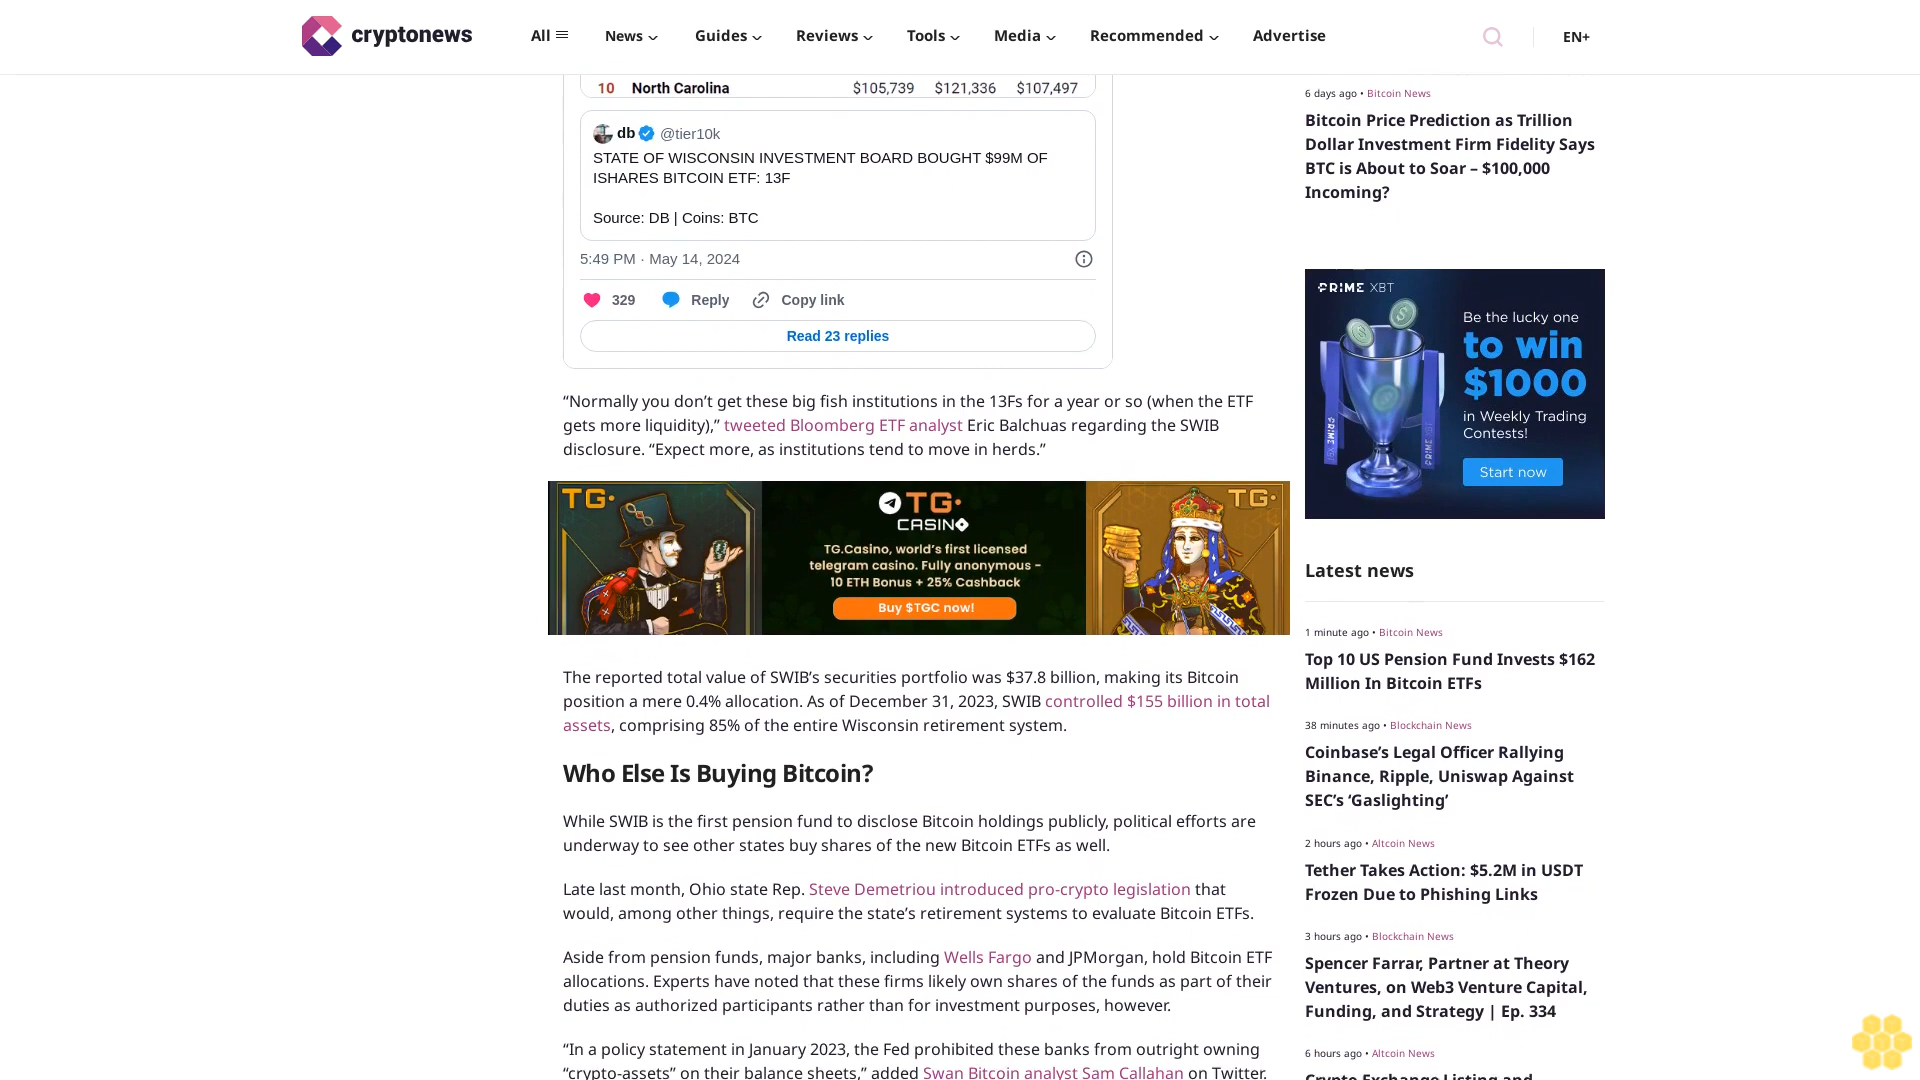 cryptonews
All
News
Guides
Reviews
Tools
Media
Recommended
Advertise
EN+
10 North Carolina $105,739 $121,336 $107,497
db @tier10k
STATE OF WISCONSIN INVESTMENT BOARD BOUGHT $99M OF
ISHARES BITCOIN ETF: 13F
Source: DB | Coins: BTC
5:49 PM · May 14, 2024
329 Reply Copy link
Read 23 replies
“Normally you don’t get these big fish institutions in the 13Fs for a year or so (when the ETF
gets more liquidity),” tweeted Bloomberg ETF analyst Eric Balchuas regarding the SWIB
disclosure. “Expect more, as institutions tend to move in herds.”
TG.
TG.
CASINO
TG.Casino, world’s first licensed
telegram casino. Fully anonymous -
10 ETH Bonus + 25% Cashback
Buy $TGC now!
TG.
The reported total value of SWIB’s securities portfolio was $37.8 billion, making its Bitcoin
position a mere 0.4% allocation. As of December 31, 2023, SWIB controlled $155 billion in total
assets, comprising 85% of the entire Wisconsin retirement system.
Who Else Is Buying Bitcoin?
While SWIB is the first pension fund to disclose Bitcoin holdings publicly, political efforts are
underway to see other states buy shares of the new Bitcoin ETFs as well.
Late last month, Ohio state Rep. Steve Demetriou introduced pro-crypto legislation that
would, among other things, require the state’s retirement systems to evaluate Bitcoin ETFs.
Aside from pension funds, major banks, including Wells Fargo and JPMorgan, hold Bitcoin ETF
allocations. Experts have noted that these firms likely own shares of the funds as part of their
duties as authorized participants rather than for investment purposes, however.
“In a policy statement in January 2023, the Fed prohibited these banks from outright owning
“crypto-assets” on their balance sheets,” added Swan Bitcoin analyst Sam Callahan on Twitter.
6 days ago • Bitcoin News
Bitcoin Price Prediction as Trillion
Dollar Investment Firm Fidelity Says
BTC is About to Soar – $100,000
Incoming?
PRIME XBT
Be the lucky one
to win
$1000
in Weekly Trading
Contests!
Start now
PRIME
PRIME
Latest news
1 minute ago • Bitcoin News
Top 10 US Pension Fund Invests $162
Million In Bitcoin ETFs
38 minutes ago • Blockchain News
Coinbase’s Legal Officer Rallying
Binance, Ripple, Uniswap Against
SEC’s ‘Gaslighting’
2 hours ago • Altcoin News
Tether Takes Action: $5.2M in USDT
Frozen Due to Phishing Links
3 hours ago • Blockchain News
Spencer Farrar, Partner at Theory
Ventures, on Web3 Venture Capital,
Funding, and Strategy | Ep. 334
6 hours ago • Altcoin News
Crypto Exchange Listing and